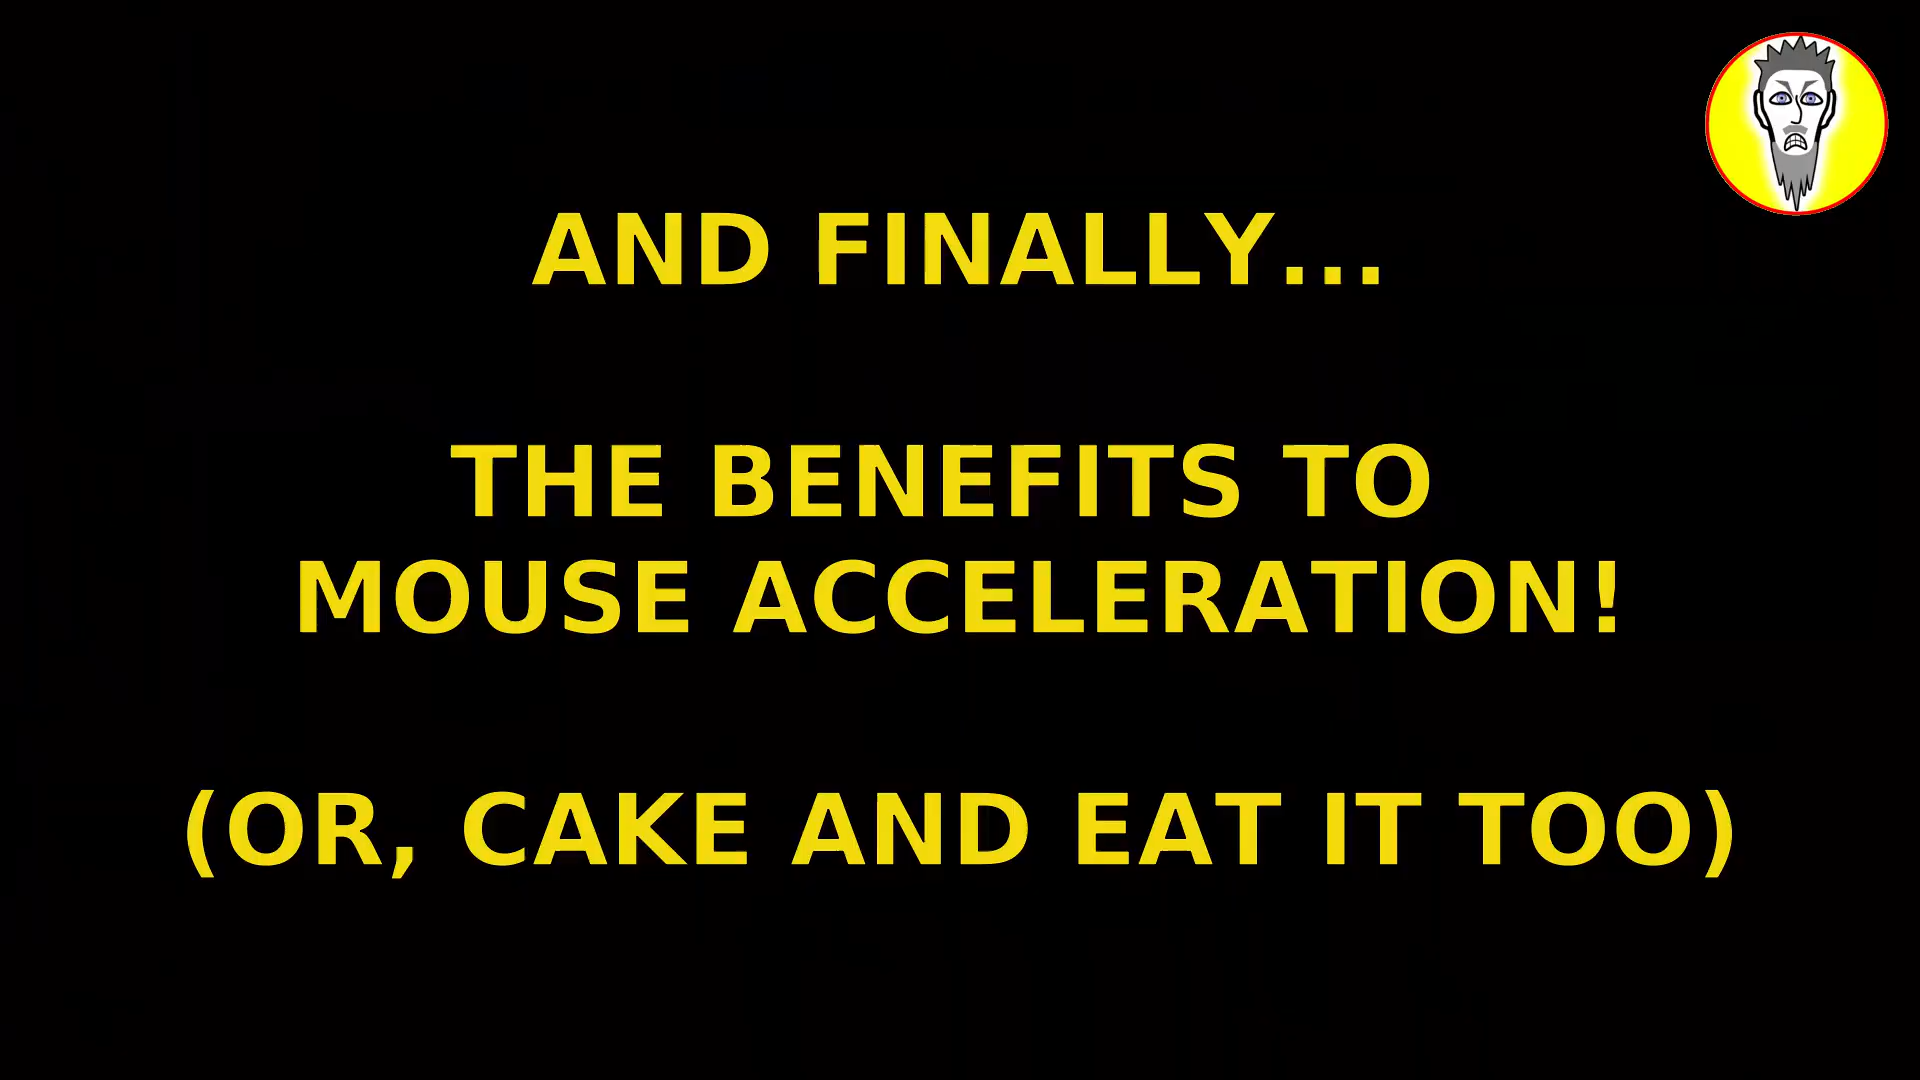 AND FINALLY...
THE BENEFITS TO
MOUSE ACCELERATION!
(OR, CAKE AND EAT IT TOO)